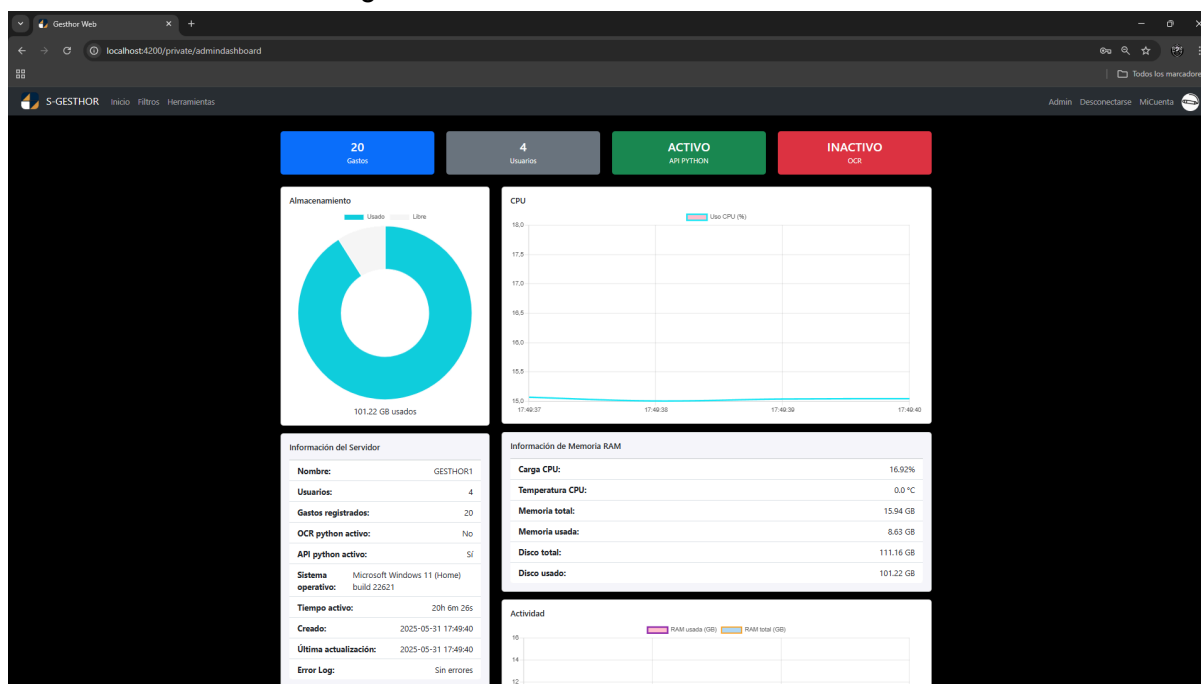 Gesthor Web
localhost:4200/private/admindashboard
Todos los marcadores
S-GESTHOR Inicio Filtros Herramientas Admin Desconectarse MiCuenta
20
Gastos
4
Usuarios
ACTIVO
API PYTHON
INACTIVO
OCR
Almacenamiento
Usado Libre
101.22 GB usados
CPU
Uso CPU (%)
18,0
17,5
17,0
16,5
16,0
15,5
15,0
17:49:37 17:49:38 17:49:39 17:49:40
Información del Servidor
Nombre: GESTHOR1
Usuarios: 4
Gastos registrados: 20
OCR python activo: No
API python activo: Sí
Sistema operativo: Microsoft Windows 11 (Home)
build 22621
Tiempo activo: 20h 6m 26s
Creado: 2025-05-31 17:49:40
Última actualización: 2025-05-31 17:49:40
Error Log: Sin errores
Información de Memoria RAM
Carga CPU: 16.92%
Temperatura CPU: 0.0 °C
Memoria total: 15.94 GB
Memoria usada: 8.63 GB
Disco total: 111.16 GB
Disco usado: 101.22 GB
Actividad
RAM usada (GB) RAM total (GB)
16
14
12